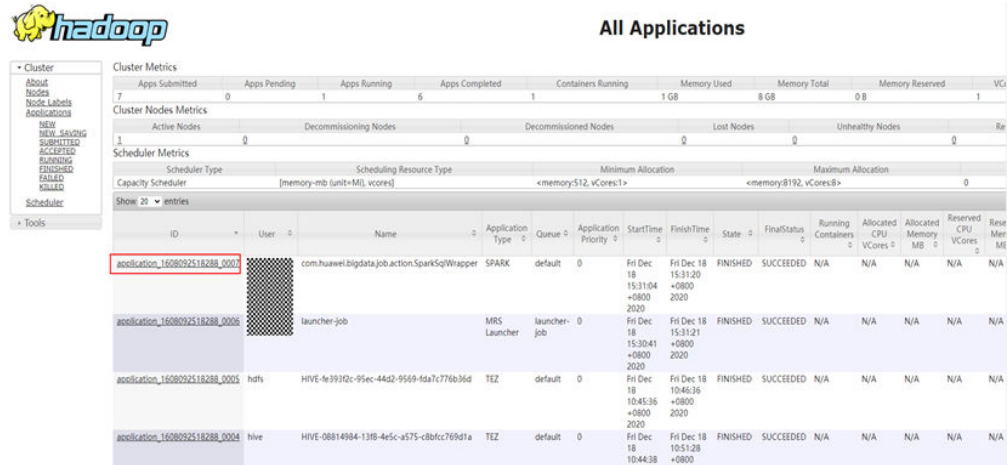 hadoop
All Applications
Cluster
About
Nodes
Node Labels
Applications
NEW
NEW_SAVING
SUBMITTED
ACCEPTED
RUNNING
FINISHED
FAILED
KILLED
Scheduler
Tools
Cluster Metrics
Apps Submitted Apps Pending Apps Running Apps Completed Containers Running Memory Used Memory Total Memory Reserved
7 0 1 6 1 1 GB 8 GB 0 B 1
Cluster Nodes Metrics
Active Nodes Decommissioning Nodes Decommissioned Nodes Lost Nodes Unhealthy Nodes Re
1 0 0 0 0 0
Scheduler Metrics
Scheduler Type Scheduling Resource Type Minimum Allocation Maximum Allocation
Capacity Scheduler [memory-mb (unit=Mi), vcores] <memory:512, vCores:1> <memory:8192, vCores:8> 0
Show 20 entries
ID User Name Application Type Queue Application Priority StartTime FinishTime State FinalStatus Running Containers Allocated CPU VCores Allocated Memory MB Reserved CPU VCores
application_1608092518288_0007 com.huawei.bigdata.job.action.SparkSqlWrapper SPARK default 0 Fri Dec 18 15:31:04 +0800 2020 Fri Dec 18 15:31:20 +0800 2020 FINISHED SUCCEEDED N/A N/A N/A N/A N/A
application_1608092518288_0006 launcher-job MRS Launcher launcher-job 0 Fri Dec 18 15:30:41 +0800 2020 Fri Dec 18 15:31:21 +0800 2020 FINISHED SUCCEEDED N/A N/A N/A N/A N/A
application_1608092518288_0005 hdfs HIVE-fe393f2c-95ec-44d2-9569-fda7c776b36d TEZ default 0 Fri Dec 18 10:45:36 +0800 2020 Fri Dec 18 10:46:36 +0800 2020 FINISHED SUCCEEDED N/A N/A N/A N/A N/A
application_1608092518288_0004 hive HIVE-08814984-13f8-4e5c-a575-c8bfcc769d1a TEZ default 0 Fri Dec 18 10:44:38 Fri Dec 18 10:51:28 +0800 FINISHED SUCCEEDED N/A N/A N/A N/A N/A